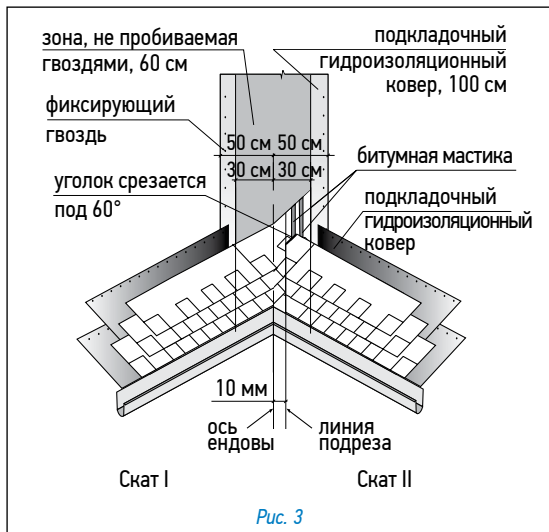 зона, не пробиваемая
гвоздями, 60 см
подкладочный
гидроизоляционный
ковер, 100 см
фиксирующий
гвоздь
50 см 50 см
30 см 30 см
битумная мастика
уголок срезается
под 60°
подкладочный
гидроизоляционный
ковер
10 мм
ось
ендовы
линия
подреза
Скат I
Скат II
Рис. 3